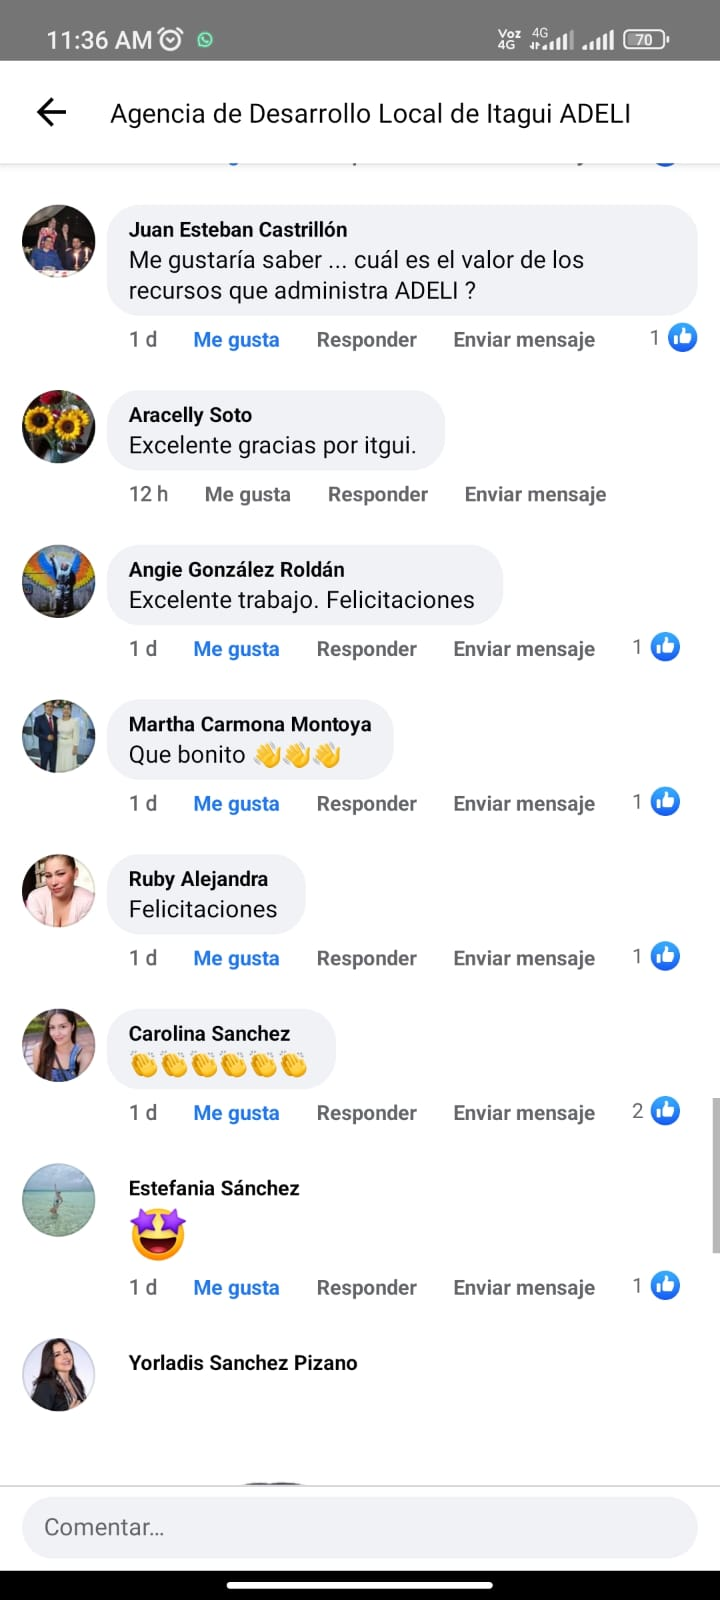 11:36 AM
Voz 4G 4G 70
Agencia de Desarrollo Local de Itagui ADELI
Juan Esteban Castrillón
Me gustaría saber ... cuál es el valor de los
recursos que administra ADELI ?
1 d Me gusta Responder Enviar mensaje 1
Aracelly Soto
Excelente gracias por itgui.
12 h Me gusta Responder Enviar mensaje
Angie González Roldán
Excelente trabajo. Felicitaciones
1 d Me gusta Responder Enviar mensaje 1
Martha Carmona Montoya
Que bonito 👋👋👋
1 d Me gusta Responder Enviar mensaje 1
Ruby Alejandra
Felicitaciones
1 d Me gusta Responder Enviar mensaje 1
Carolina Sanchez
👏👏👏👏👏👏
1 d Me gusta Responder Enviar mensaje 2
Estefania Sánchez
🤩
1 d Me gusta Responder Enviar mensaje 1
Yorladis Sanchez Pizano
Comentar...